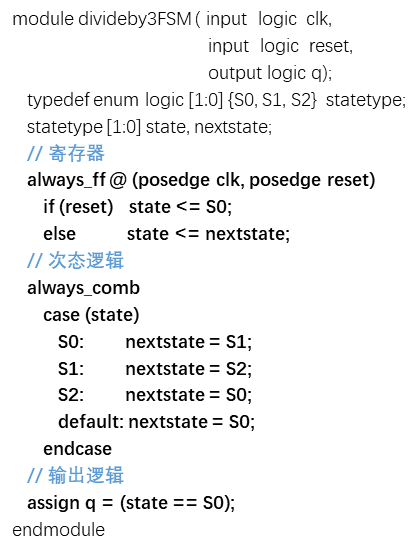 module divideby3FSM ( input logic clk,
input logic reset,
output logic q);
typedef enum logic [1:0] {S0, S1, S2} statetype;
statetype [1:0] state, nextstate;
// 寄存器
always_ff @ (posedge clk, posedge reset)
if (reset) state <= S0;
else state <= nextstate;
// 次态逻辑
always_comb
case (state)
S0: nextstate = S1;
S1: nextstate = S2;
S2: nextstate = S0;
default: nextstate = S0;
endcase
// 输出逻辑
assign q = (state == S0);
endmodule